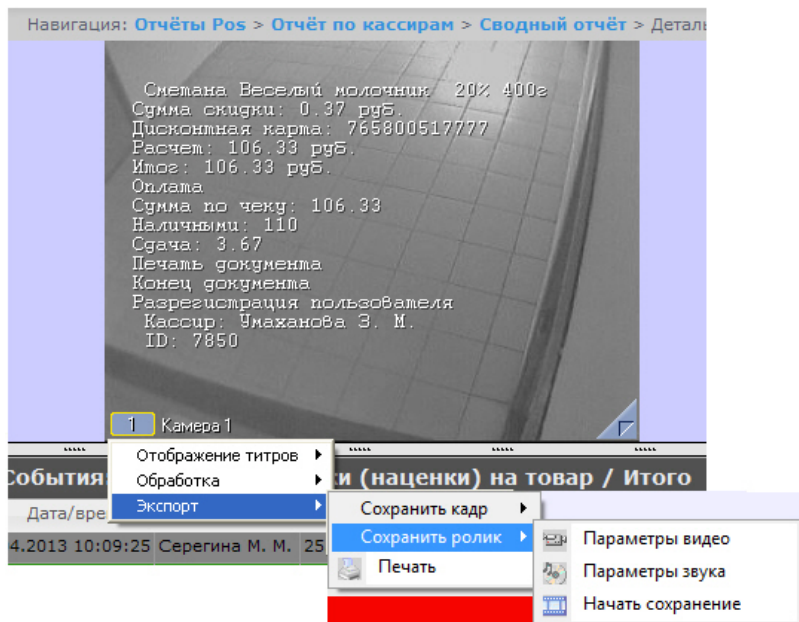 Навигация: Отчёты Pos > Отчёт по кассирам > Сводный отчёт > Деталь
Сметана Веселый молочник 20% 400г
Сумма скидки: 0.37 руб.
Дисконтная карта: 765800517777
Расчет: 106.33 руб.
Итог: 106.33 руб.
Оплата
Сумма по чеку: 106.33
Наличными: 110
Сдача: 3.67
Печать документа
Конец документа
Разрегистрация пользователя
Кассир: Умаханова З. М.
ID: 7850
1 Камера 1
Отображение титров
События и (наценки) на товар / Итого
Обработка
Дата/вре Экспорт
Сохранить кадр
4.2013 10:09:25 Серегина М. М. 25 Сохранить ролик
Параметры видео
Печать
Параметры звука
Начать сохранение